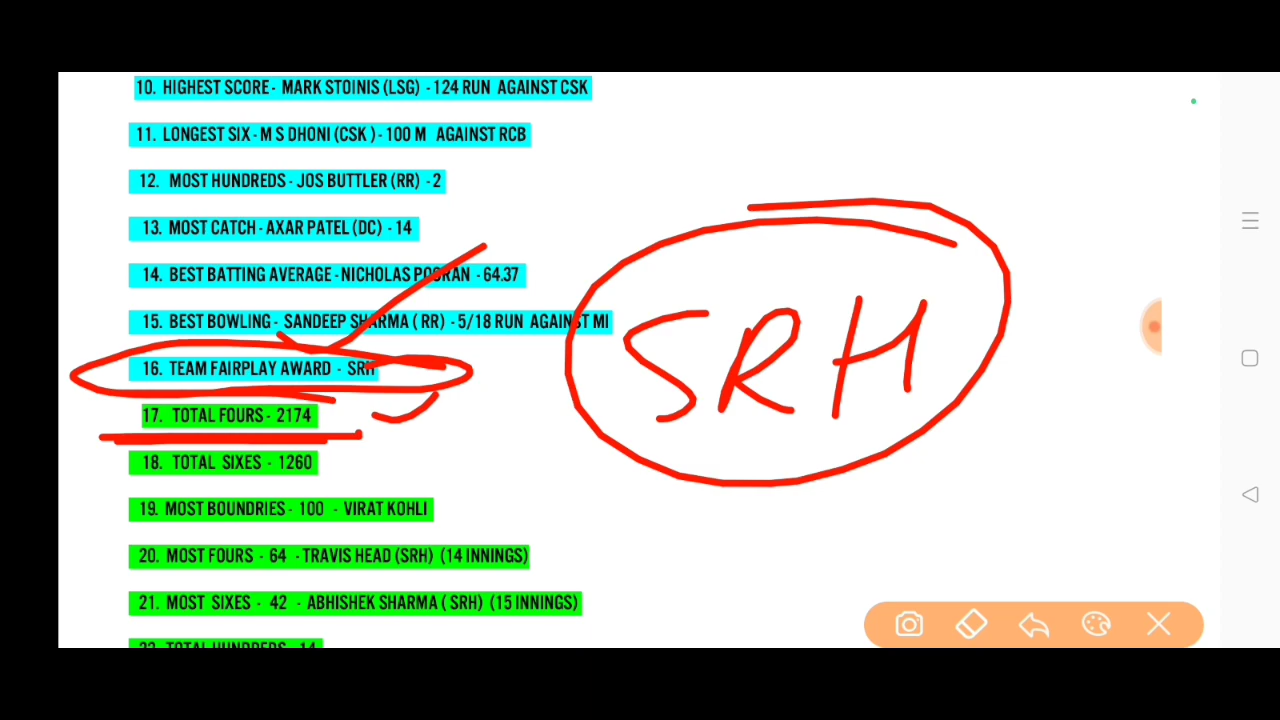 10. HIGHEST SCORE - MARK STOINIS (LSG) - 124 RUN AGAINST CSK
11. LONGEST SIX - M S DHONI (CSK ) - 100 M AGAINST RCB
12. MOST HUNDREDS - JOS BUTTLER (RR) - 2
13. MOST CATCH - AXAR PATEL (DC) - 14
14. BEST BATTING AVERAGE - NICHOLAS POORAN - 64.37
15. BEST BOWLING - SANDEEP SHARMA ( RR) - 5/18 RUN AGAINST MI
16. TEAM FAIRPLAY AWARD - SRH
SRH
17. TOTAL FOURS - 2174
18. TOTAL SIXES - 1260
19. MOST BOUNDRIES - 100 - VIRAT KOHLI
20. MOST FOURS - 64 - TRAVIS HEAD (SRH) (14 INNINGS)
21. MOST SIXES - 42 - ABHISHEK SHARMA ( SRH) (15 INNINGS)
22. TOTAL HUNDREDS - 14